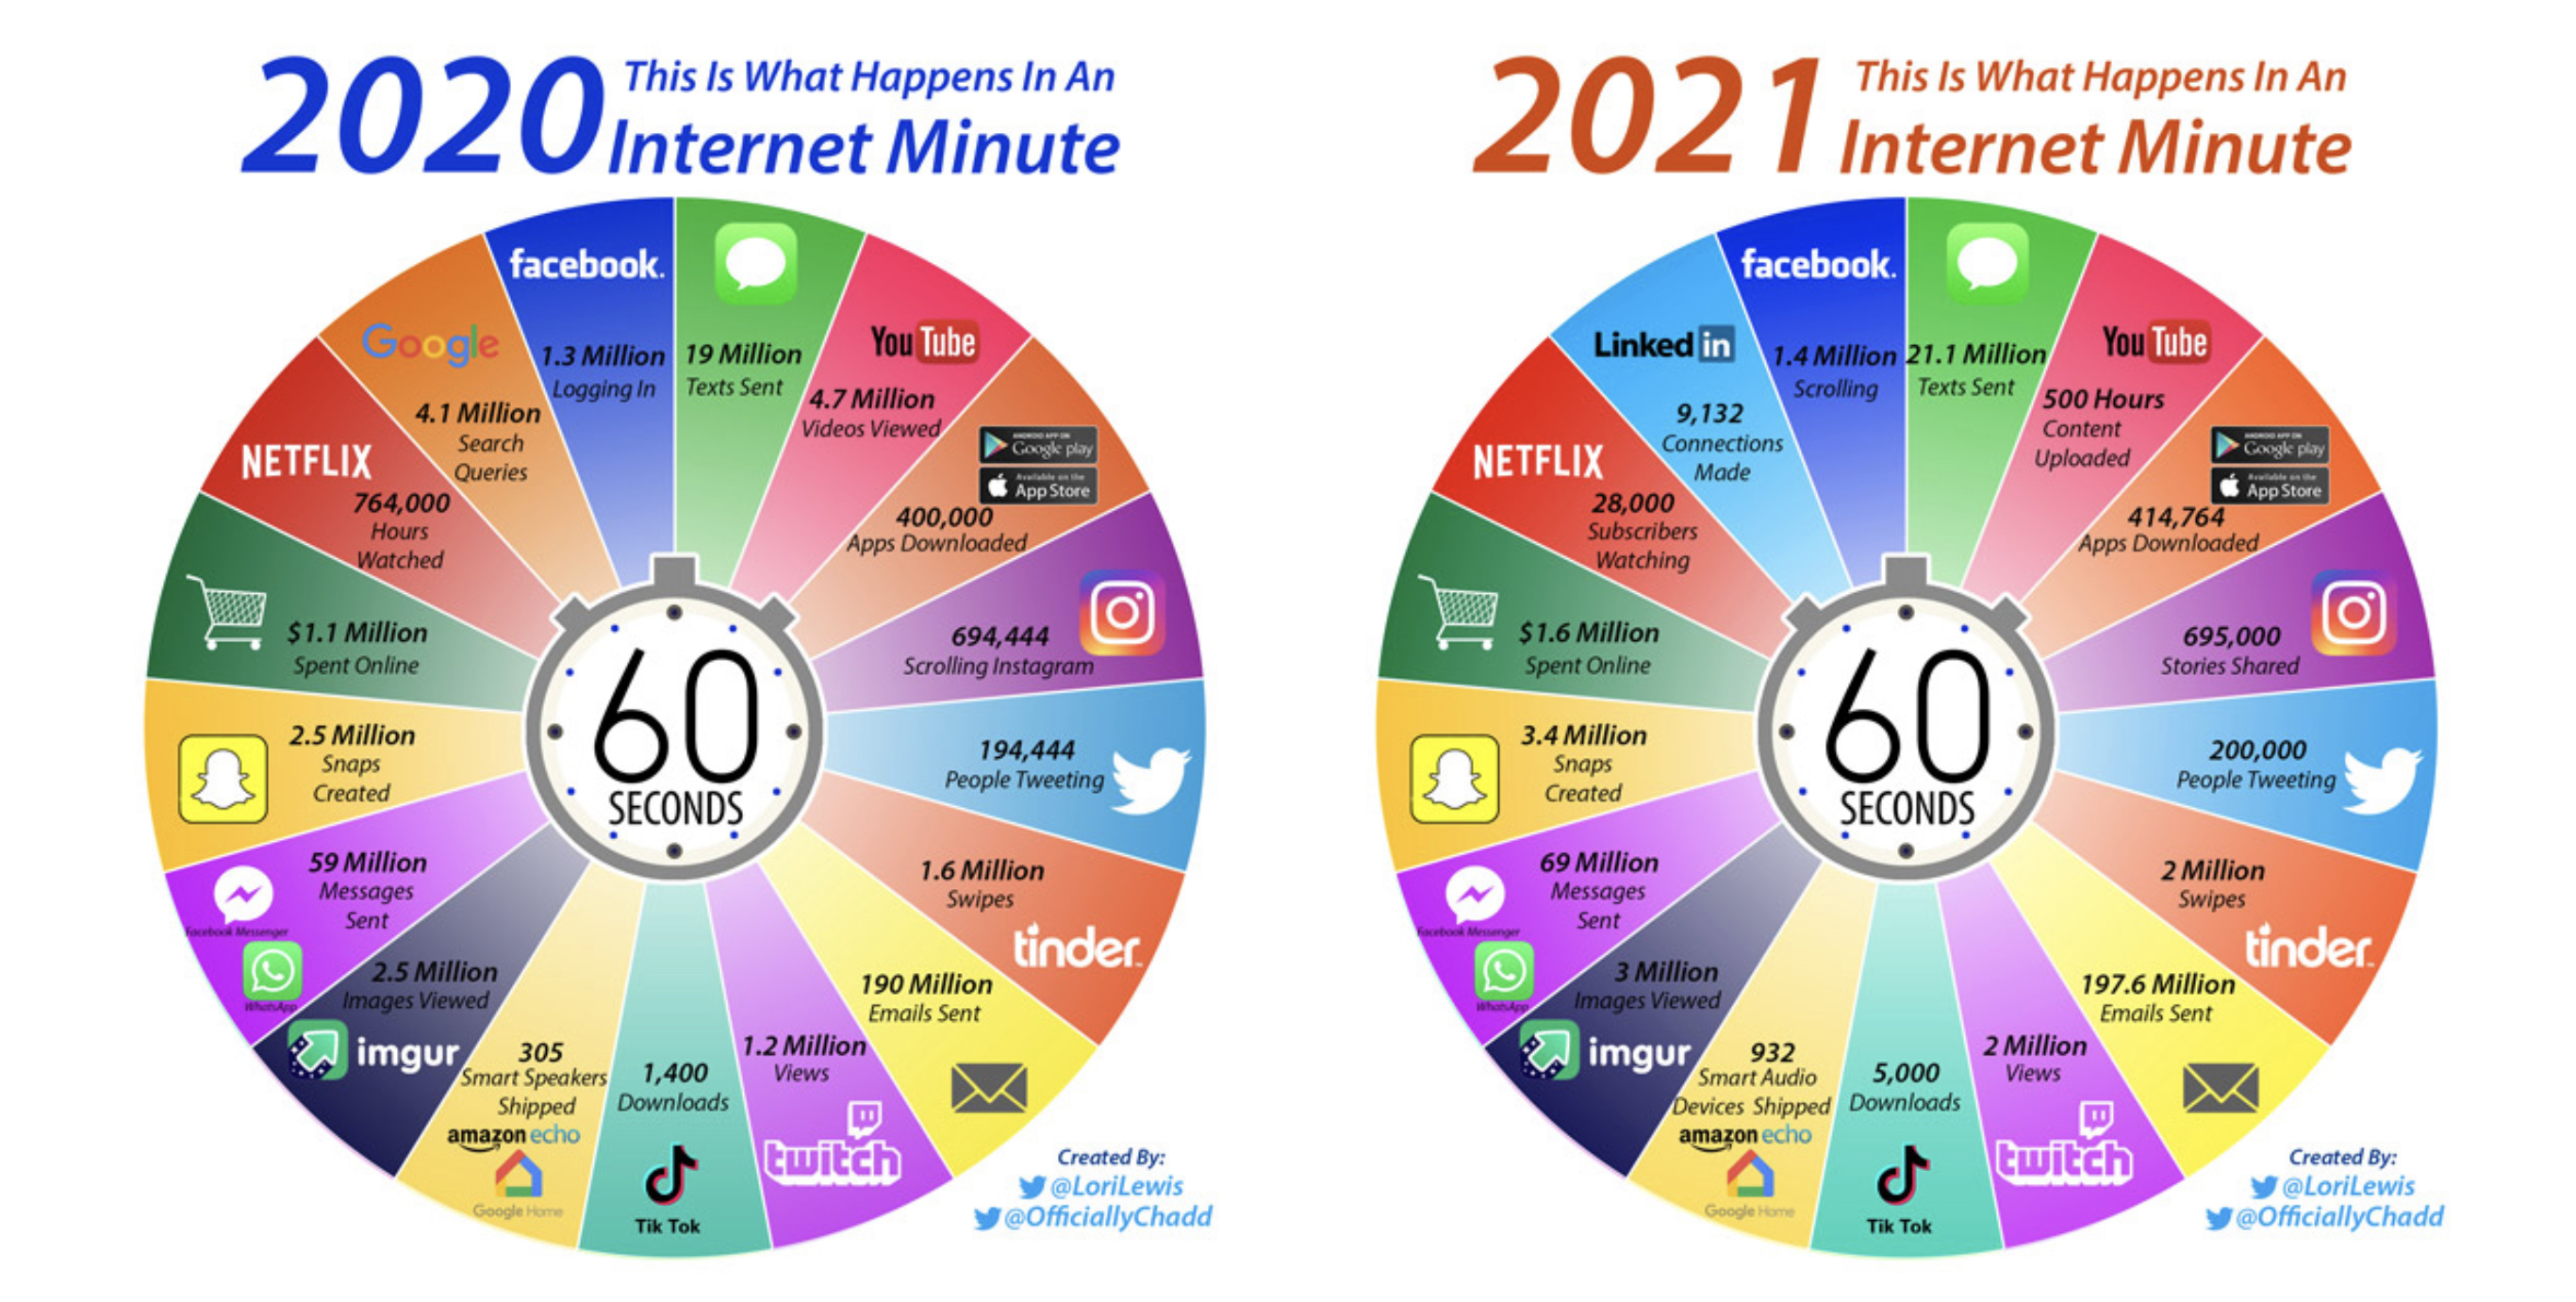 2020
This Is What Happens In An
Internet Minute
facebook.
1.3 Million
Logging In
19 Million
Texts Sent
YouTube
4.7 Million
Videos Viewed
ANDROID APP ON
Google play
Available on the
App Store
400,000
Apps Downloaded
694,444
Scrolling Instagram
194,444
People Tweeting
1.6 Million
Swipes
tinder
190 Million
Emails Sent
1.2 Million
Views
twitch
1,400
Downloads
Tik Tok
305
Smart Speakers
Shipped
amazon echo
Google Home
2.5 Million
Images Viewed
imgur
59 Million
Messages
Sent
Facebook Messenger
WhatsApp
2.5 Million
Snaps
Created
$1.1 Million
Spent Online
NETFLIX
764,000
Hours
Watched
Google
4.1 Million
Search
Queries
60
SECONDS
Created By:
@LoriLewis
@OfficiallyChadd
2021
This Is What Happens In An
Internet Minute
facebook.
1.4 Million
Scrolling
21.1 Million
Texts Sent
YouTube
500 Hours
Content
Uploaded
ANDROID APP ON
Google play
Available on the
App Store
414,764
Apps Downloaded
695,000
Stories Shared
200,000
People Tweeting
2 Million
Swipes
tinder
197.6 Million
Emails Sent
2 Million
Views
twitch
5,000
Downloads
Tik Tok
932
Smart Audio
Devices Shipped
amazon echo
Google Home
3 Million
Images Viewed
imgur
69 Million
Messages
Sent
Facebook Messenger
WhatsApp
3.4 Million
Snaps
Created
$1.6 Million
Spent Online
NETFLIX
28,000
Subscribers
Watching
Linked in
9,132
Connections
Made
60
SECONDS
Created By:
@LoriLewis
@OfficiallyChadd